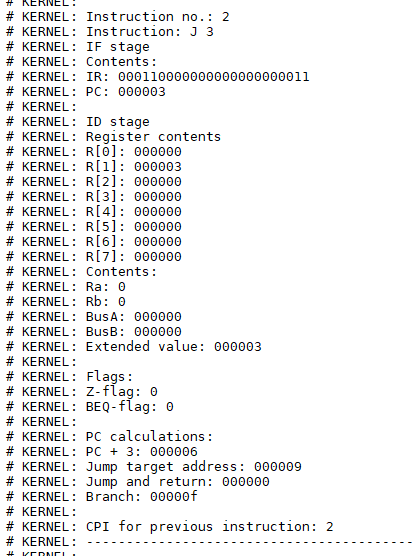 # KERNEL:
# KERNEL: Instruction no.: 2
# KERNEL: Instruction: J 3
# KERNEL: IF stage
# KERNEL: Contents:
# KERNEL: IR: 000110000000000000000011
# KERNEL: PC: 000003
# KERNEL:
# KERNEL: ID stage
# KERNEL: Register contents
# KERNEL: R[0]: 000000
# KERNEL: R[1]: 000003
# KERNEL: R[2]: 000000
# KERNEL: R[3]: 000000
# KERNEL: R[4]: 000000
# KERNEL: R[5]: 000000
# KERNEL: R[6]: 000000
# KERNEL: R[7]: 000000
# KERNEL: Contents:
# KERNEL: Ra: 0
# KERNEL: Rb: 0
# KERNEL: BusA: 000000
# KERNEL: BusB: 000000
# KERNEL: Extended value: 000003
# KERNEL:
# KERNEL: Flags:
# KERNEL: Z-flag: 0
# KERNEL: BEQ-flag: 0
# KERNEL:
# KERNEL: PC calculations:
# KERNEL: PC + 3: 000006
# KERNEL: Jump target address: 000009
# KERNEL: Jump and return: 000000
# KERNEL: Branch: 00000f
# KERNEL:
# KERNEL: CPI for previous instruction: 2
# KERNEL: -----------------------------------------
# KERNEL: